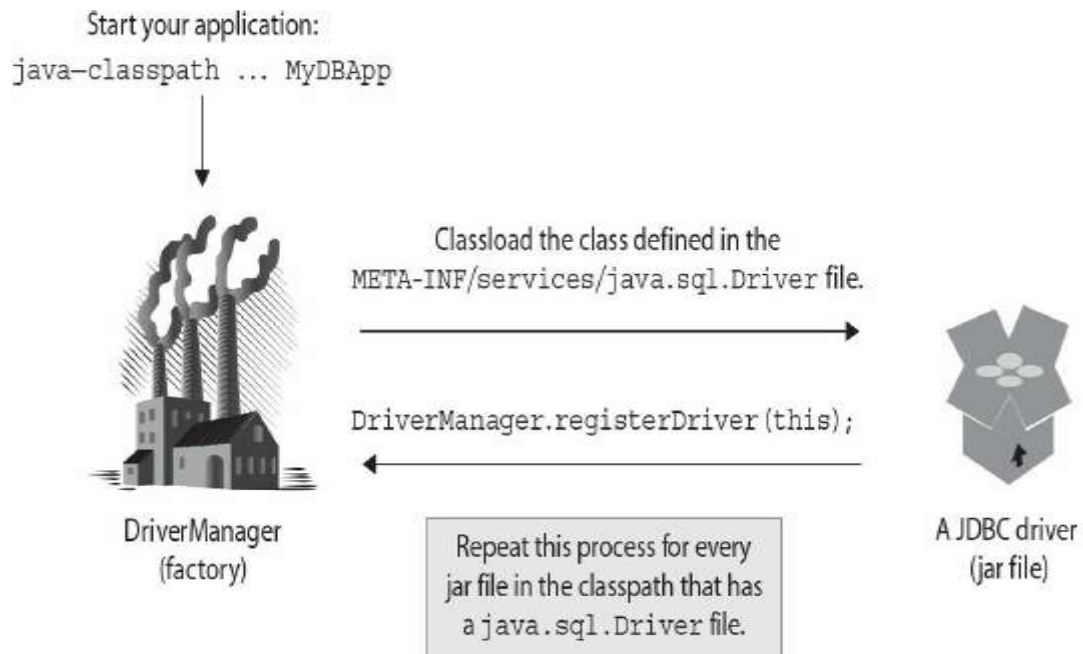 Start your application:
java–classpath ... MyDBApp
Classload the class defined in the
META-INF/services/java.sql.Driver file.
DriverManager.registerDriver(this);
DriverManager
(factory)
Repeat this process for every
jar file in the classpath that has
a java.sql.Driver file.
A JDBC driver
(jar file)